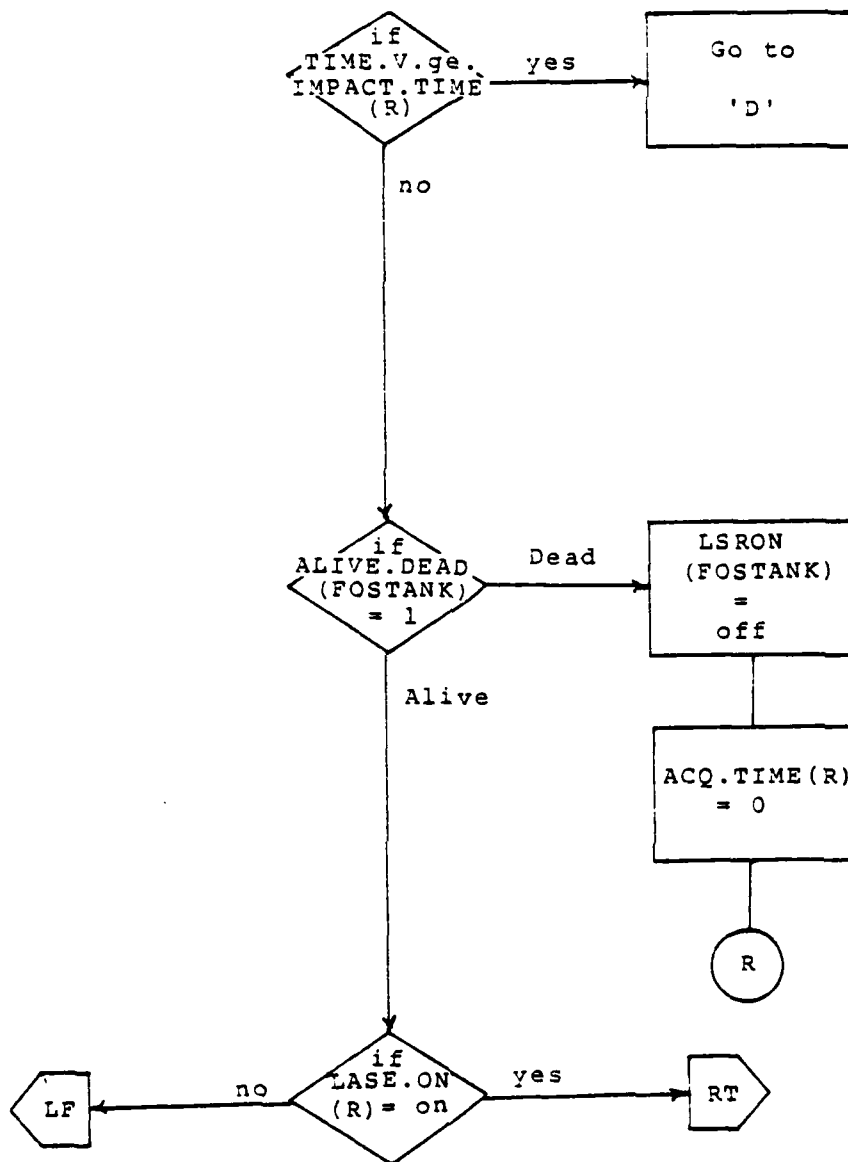 if
TIME.V.ge.
IMPACT.TIME
(R)
yes
Go to
'D'
no
if
ALIVE.DEAD
(FOSTANK)
= 1
Dead
LSRON
(FOSTANK)
=
off
Alive
ACQ.TIME(R)
= 0
R
if
LASE.ON
(R)= on
no
yes
LF
RT